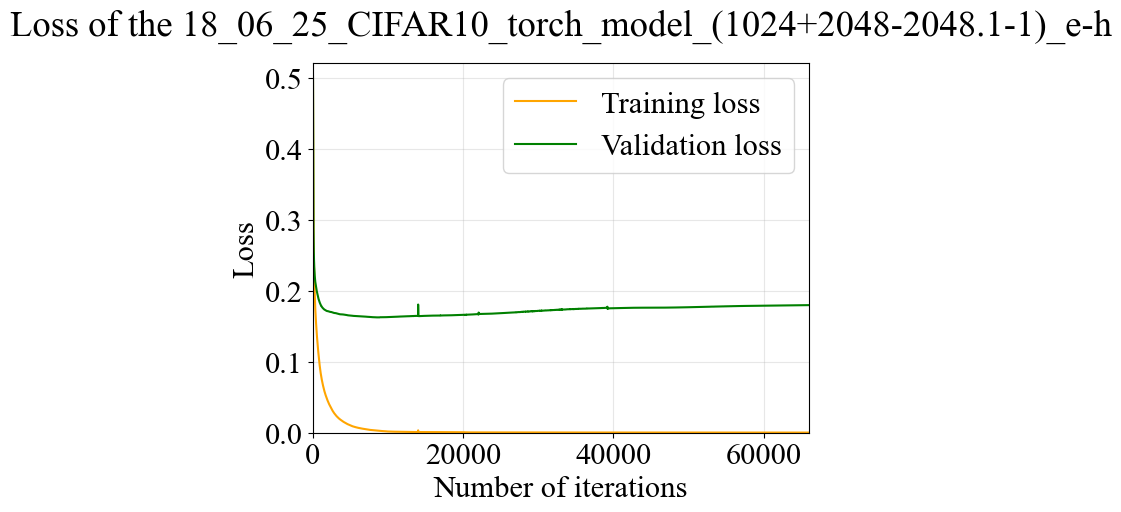 Loss of the 18_06_25_CIFAR10_torch_model_(1024+2048-2048.1-1)_e-h
0.5
0.4
0.3
0.2
0.1
0.0
Loss
Training loss
Validation loss
0 20000 40000 60000
Number of iterations